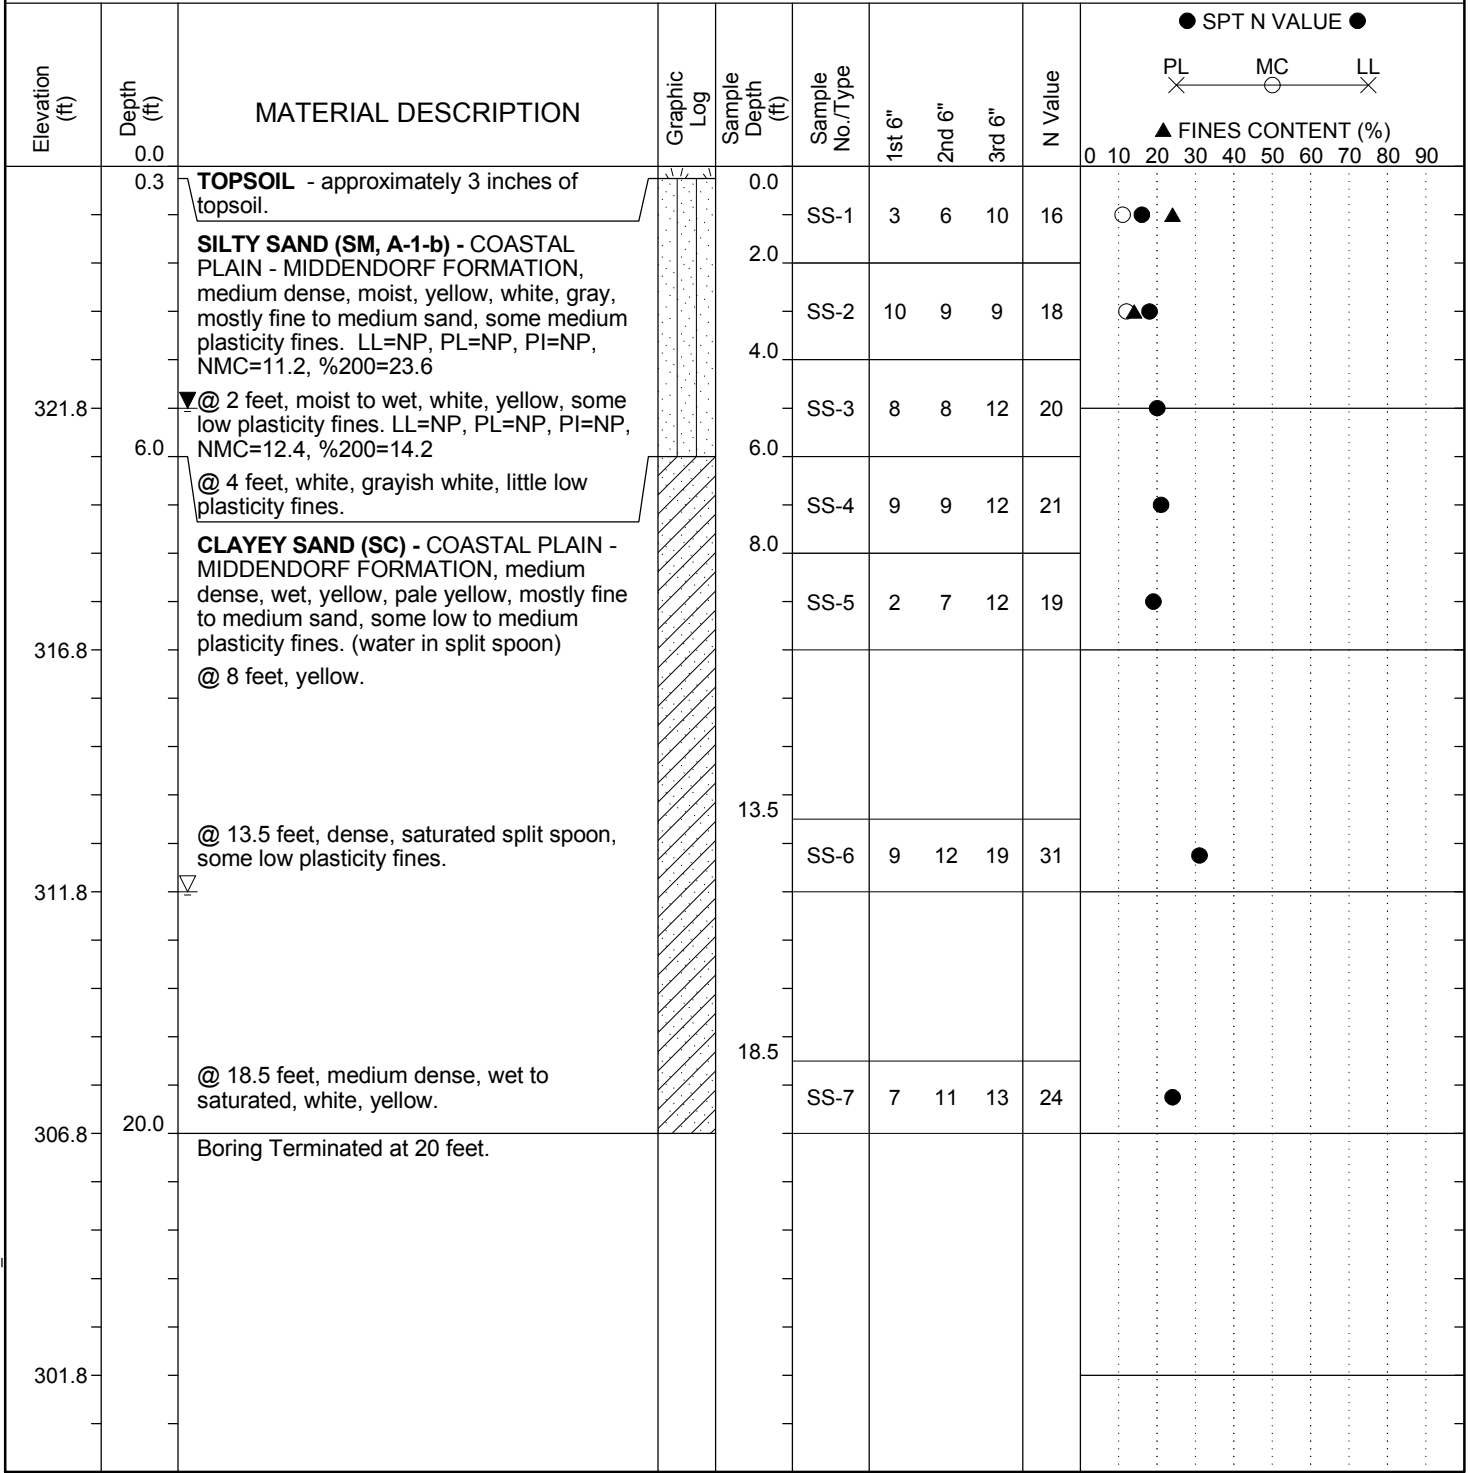 ● SPT N VALUE ●
PL MC LL
▲ FINES CONTENT (%)
0 10 20 30 40 50 60 70 80 90
Elevation
(ft)
Depth
(ft)
0.0
MATERIAL DESCRIPTION
Graphic
Log
Sample
Depth
(ft)
Sample
No./Type
1st 6"
2nd 6"
3rd 6"
N Value
0.3 TOPSOIL - approximately 3 inches of
topsoil.
0.0
SS-1 3 6 10 16
SILTY SAND (SM, A-1-b) - COASTAL
PLAIN - MIDDENDORF FORMATION,
medium dense, moist, yellow, white, gray,
mostly fine to medium sand, some medium
plasticity fines. LL=NP, PL=NP, PI=NP,
NMC=11.2, %200=23.6
2.0
SS-2 10 9 9 18
4.0
321.8
@ 2 feet, moist to wet, white, yellow, some
low plasticity fines. LL=NP, PL=NP, PI=NP,
NMC=12.4, %200=14.2
SS-3 8 8 12 20
6.0
6.0
@ 4 feet, white, grayish white, little low
plasticity fines.
SS-4 9 9 12 21
8.0
CLAYEY SAND (SC) - COASTAL PLAIN -
MIDDENDORF FORMATION, medium
dense, wet, yellow, pale yellow, mostly fine
to medium sand, some low to medium
plasticity fines. (water in split spoon)
SS-5 2 7 12 19
316.8
@ 8 feet, yellow.
13.5
@ 13.5 feet, dense, saturated split spoon,
some low plasticity fines.
SS-6 9 12 19 31
311.8
18.5
@ 18.5 feet, medium dense, wet to
saturated, white, yellow.
SS-7 7 11 13 24
306.8
20.0
Boring Terminated at 20 feet.
301.8